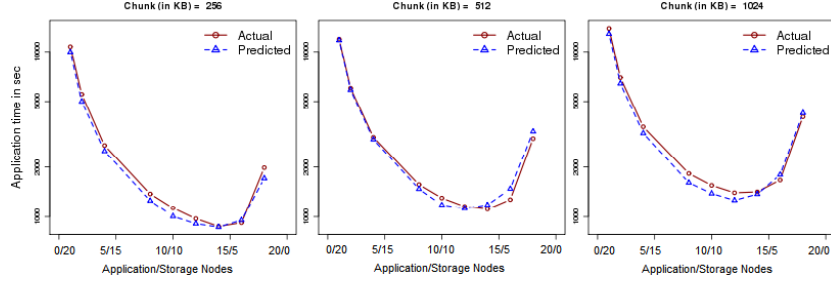 Chunk (in KB) = 256
Chunk (in KB) = 512
Chunk (in KB) = 1024
Application time in sec
10000
5000
2000
1000
Actual
Predicted
0/20 5/15 10/10 15/5 20/0
Application/Storage Nodes
10000
5000
2000
1000
Actual
Predicted
0/20 5/15 10/10 15/5 20/0
Application/Storage Nodes
10000
5000
2000
1000
Actual
Predicted
0/20 5/15 10/10 15/5 20/0
Application/Storage Nodes